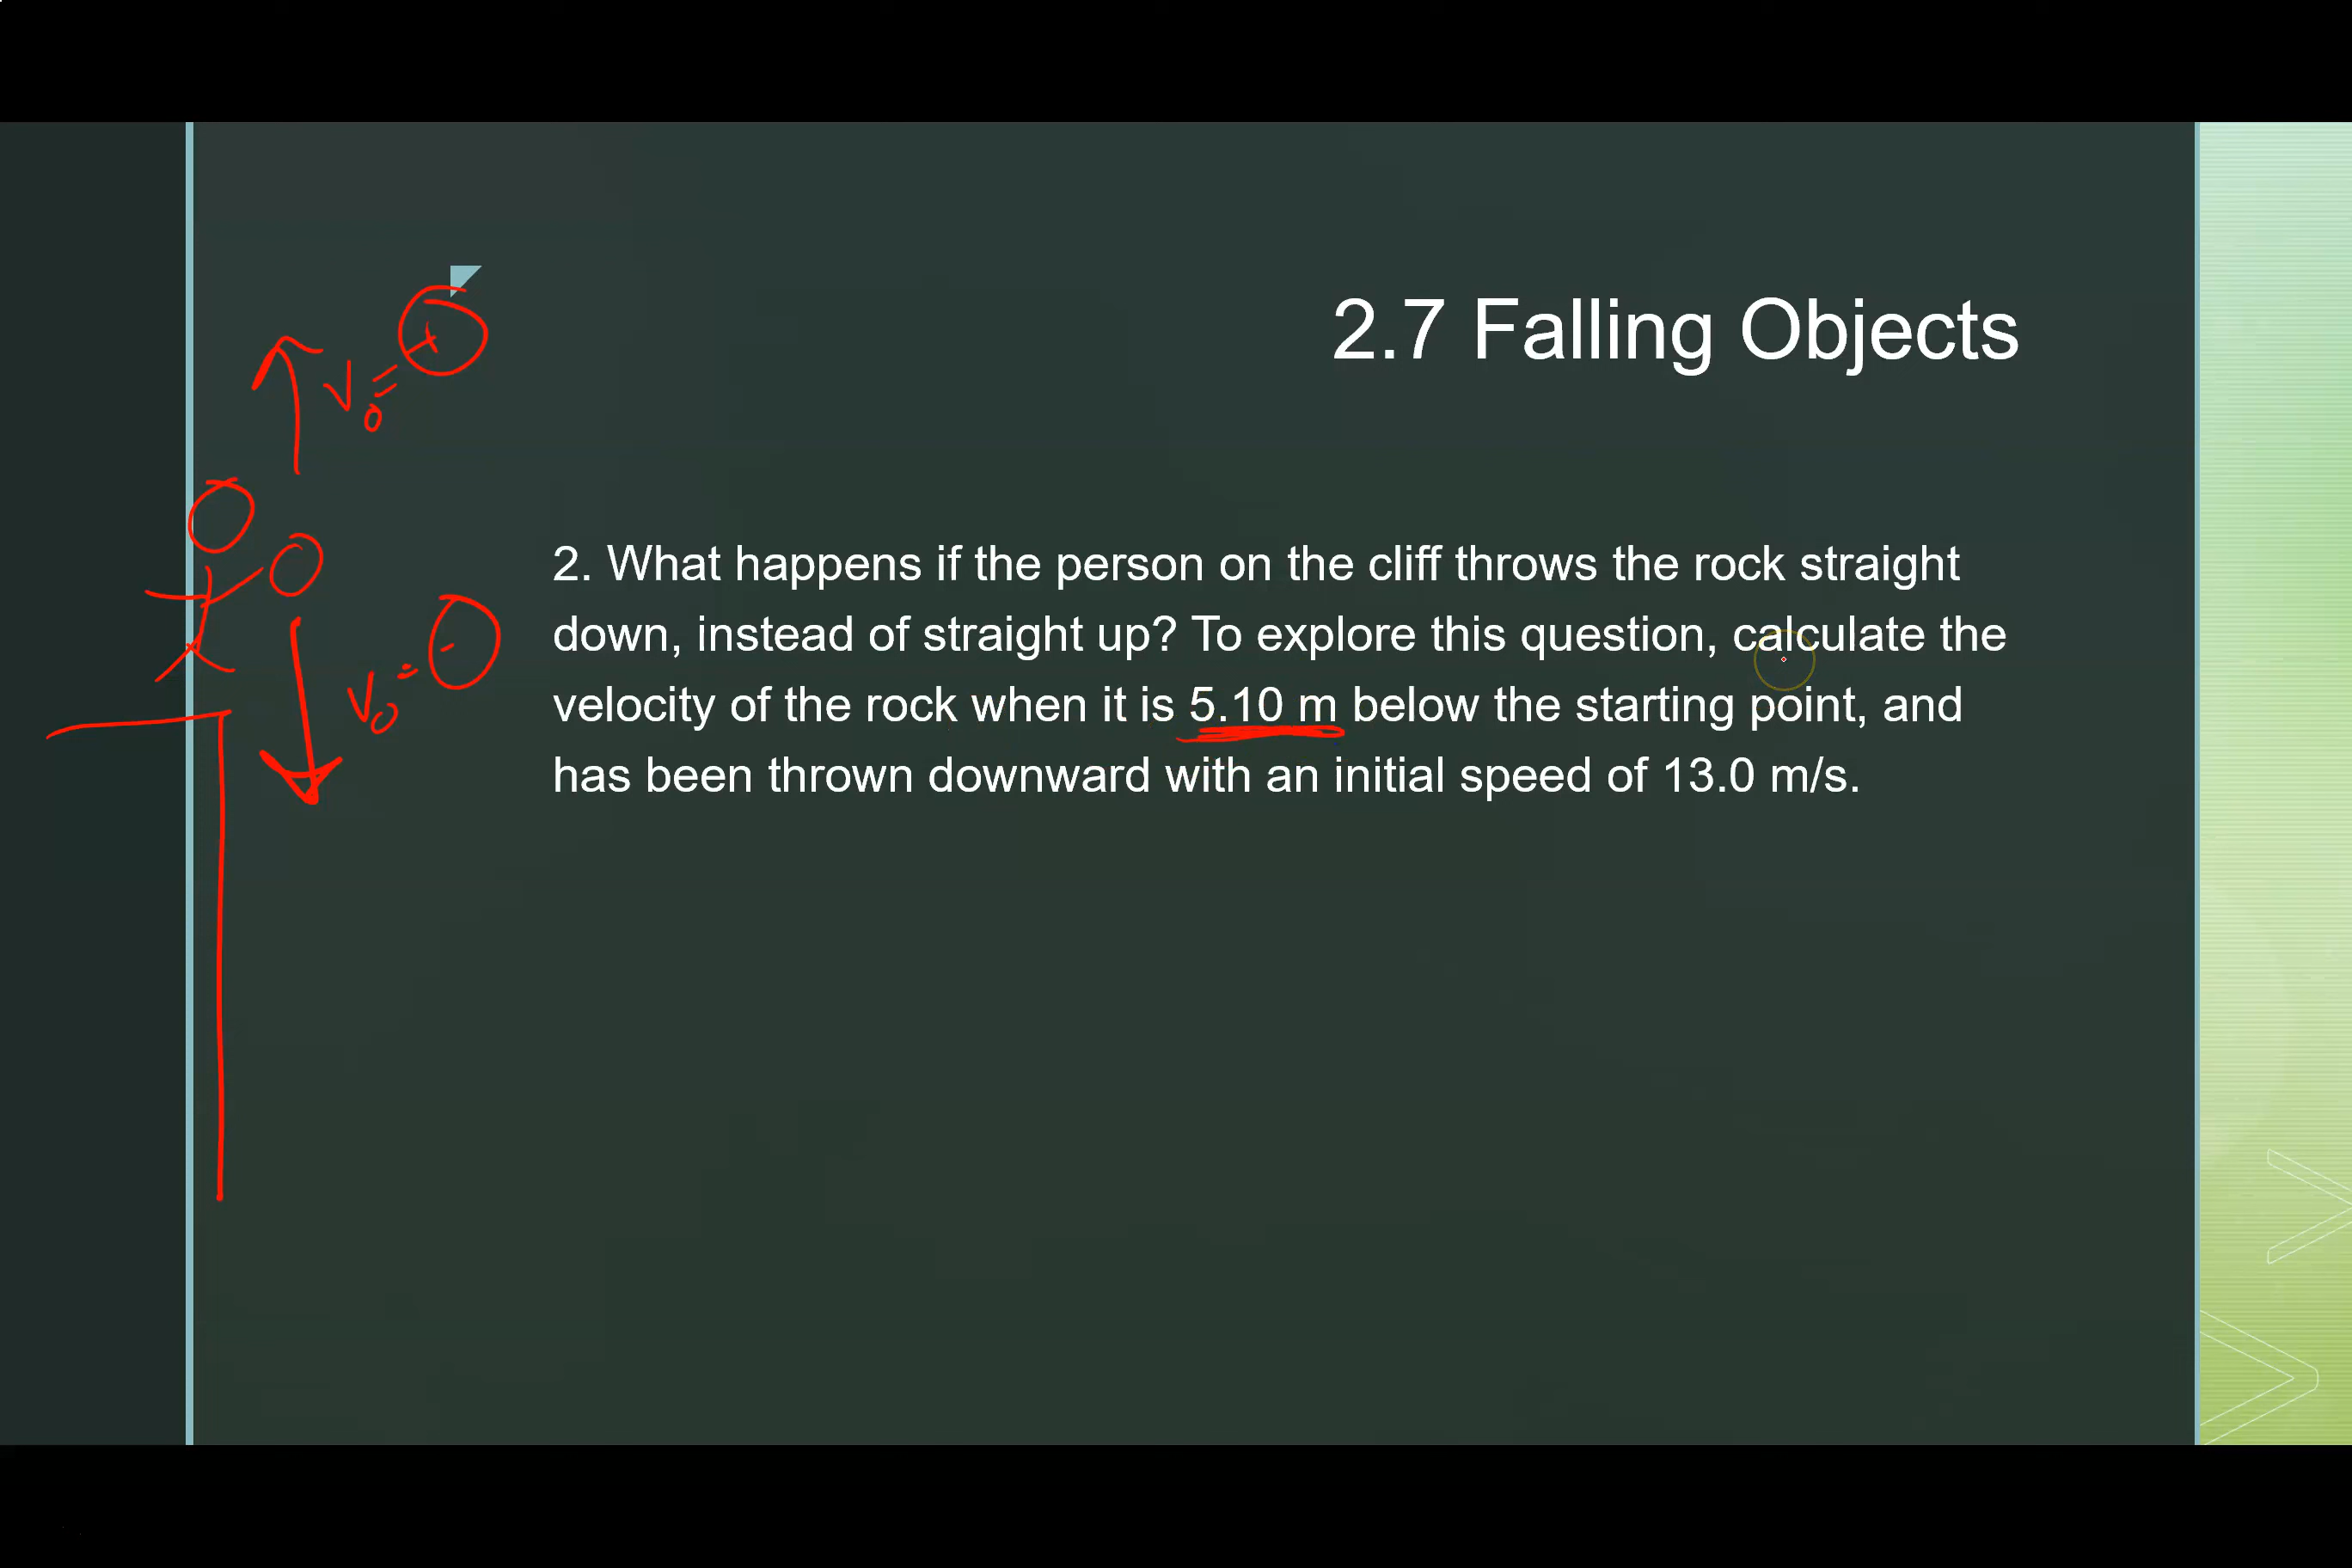 2.7 Falling Objects
V₀= +
2. What happens if the person on the cliff throws the rock straight
down, instead of straight up? To explore this question, calculate the
velocity of the rock when it is 5.10 m below the starting point, and
has been thrown downward with an initial speed of 13.0 m/s.
V₀= -